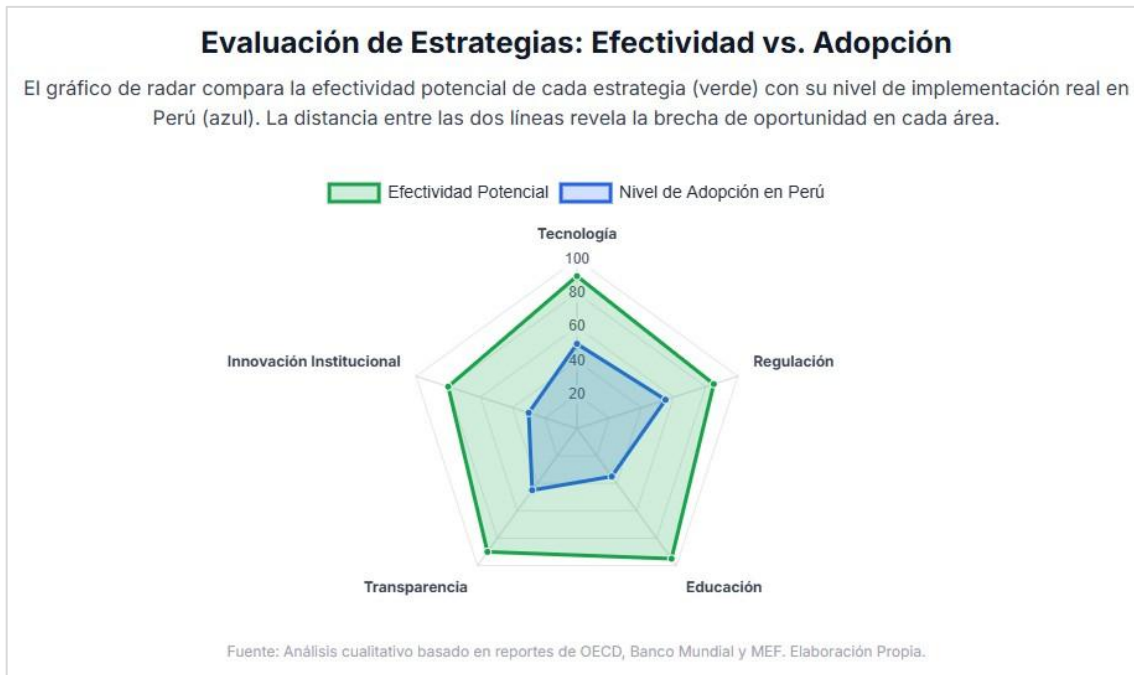 Evaluación de Estrategias: Efectividad vs. Adopción
El gráfico de radar compara la efectividad potencial de cada estrategia (verde) con su nivel de implementación real en
Perú (azul). La distancia entre las dos líneas revela la brecha de oportunidad en cada área.
Efectividad Potencial Nivel de Adopción en Perú
Tecnología
100
80
60
Innovación Institucional Regulación
40
20
Transparencia Educación
Fuente: Análisis cualitativo basado en reportes de OECD, Banco Mundial y MEF. Elaboración Propia.